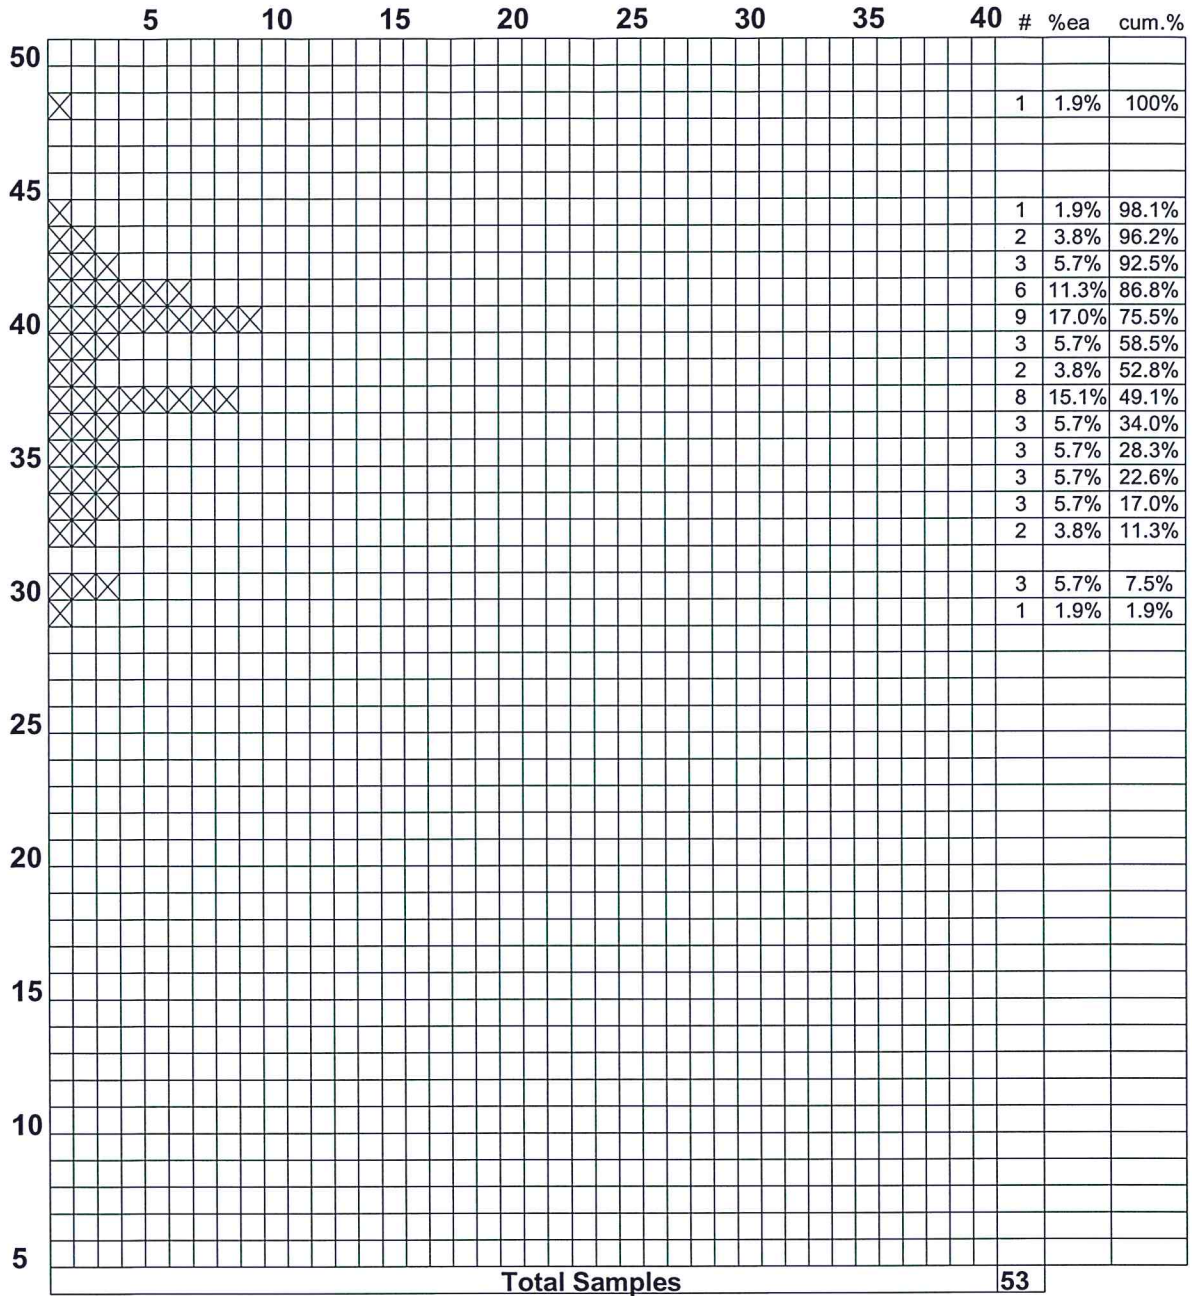 5 10 15 20 25 30 35 40 # %ea cum.%
50
1 1.9% 100%
45
1 1.9% 98.1%
2 3.8% 96.2%
3 5.7% 92.5%
6 11.3% 86.8%
40 9 17.0% 75.5%
3 5.7% 58.5%
2 3.8% 52.8%
8 15.1% 49.1%
3 5.7% 34.0%
35 3 5.7% 28.3%
3 5.7% 22.6%
3 5.7% 17.0%
2 3.8% 11.3%
30 3 5.7% 7.5%
1 1.9% 1.9%
25
20
15
10
5
Total Samples 53